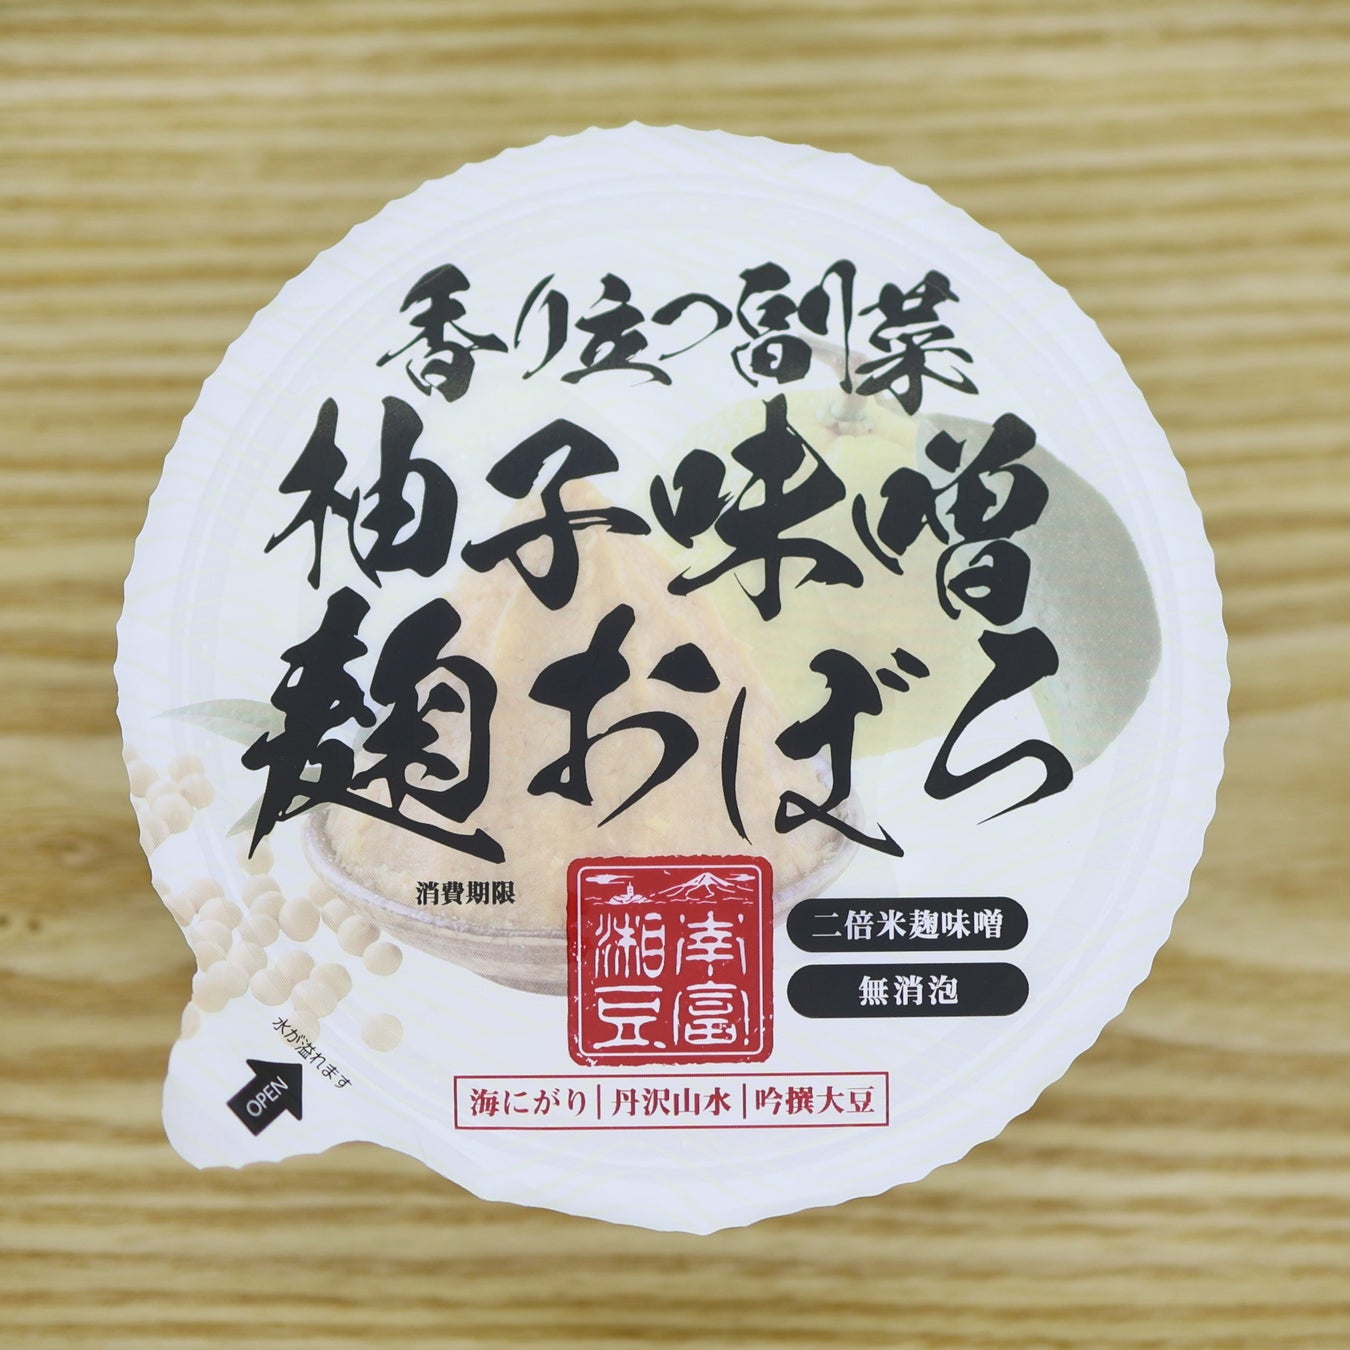 香り立つ副菜
柚子味噌
麹おぼろ
消費期限
湘南
豆富
二倍米麹味噌
無消泡
水が溢れます
OPEN
海にがり|丹沢山水|吟撰大豆